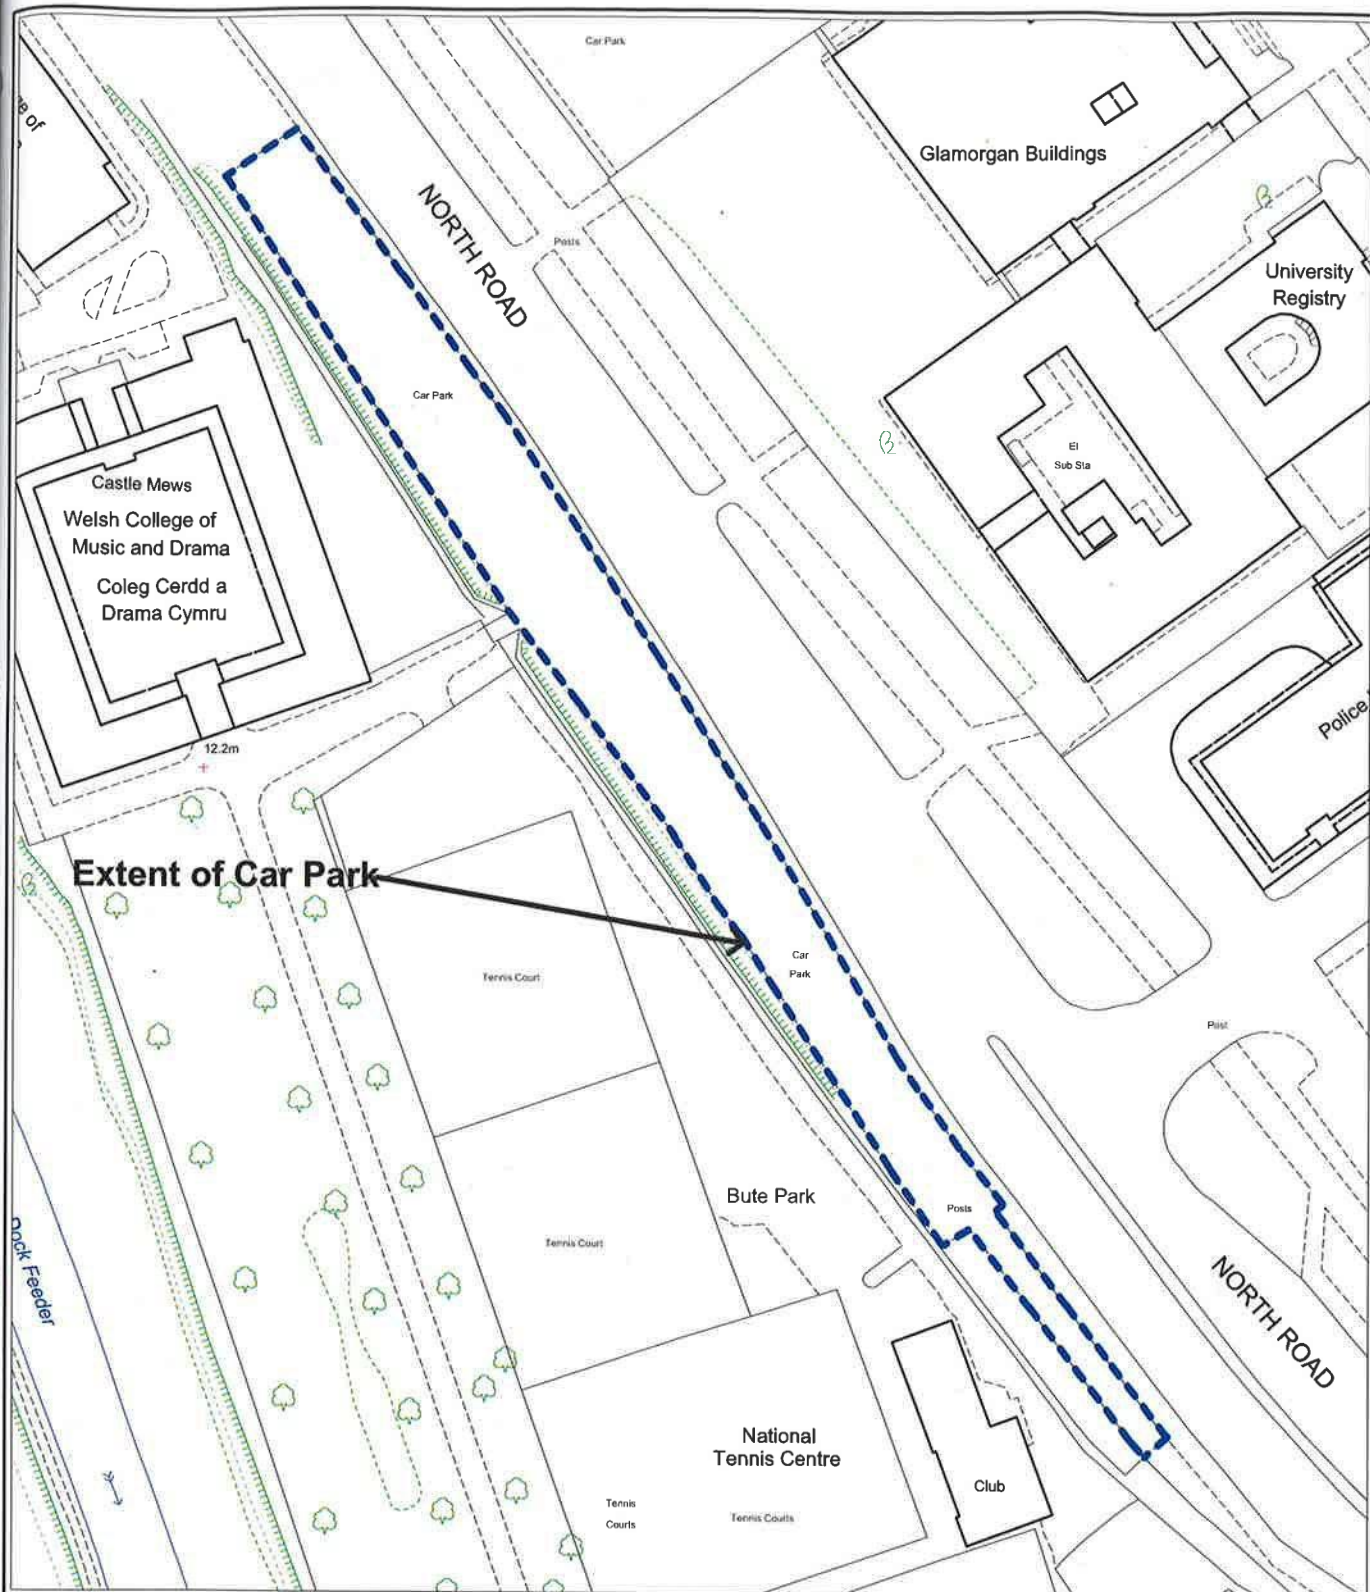 Car Park
Glamorgan Buildings
NORTH ROAD
Posts
University
Registry
Car Park
El
Sub Sta
Castle Mews
Welsh College of
Music and Drama
Coleg Cerdd a
Drama Cymru
Police
12.2m
Extent of Car Park
Car
Park
Tennis Court
Post
Bute Park
Posts
Tennis Court
Dock Feeder
NORTH ROAD
National
Tennis Centre
Club
Tennis
Courts
Tennis Courts